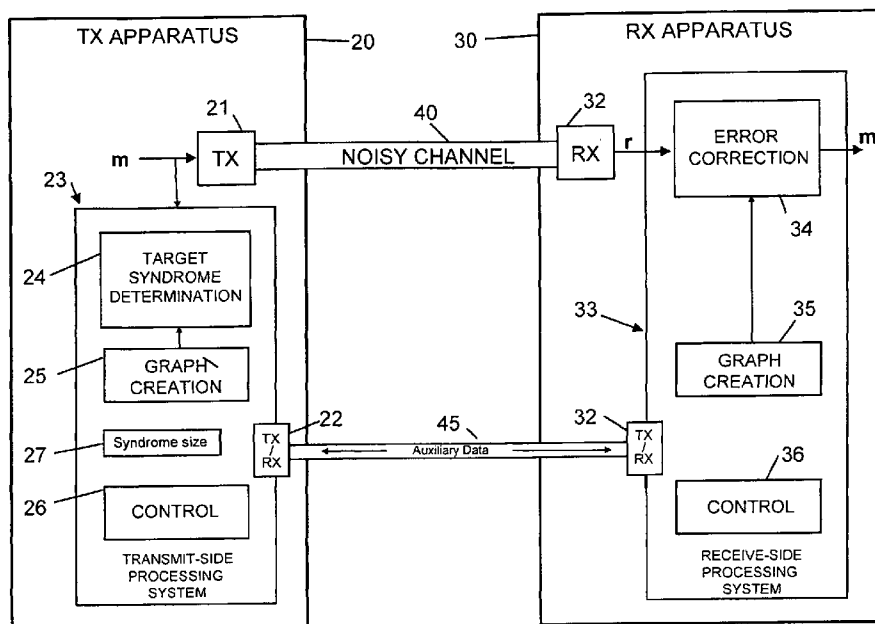 TX APPARATUS
20
30
RX APPARATUS
21
40
32
m
TX
NOISY CHANNEL
RX
r
ERROR
CORRECTION
m
23
34
24
TARGET
SYNDROME
DETERMINATION
33
35
25
GRAPH
CREATION
GRAPH
CREATION
22
45
32
27
Syndrome size
TX
/
RX
Auxiliary Data
TX
/
RX
36
26
CONTROL
CONTROL
TRANSMIT-SIDE
PROCESSING
SYSTEM
RECEIVE-SIDE
PROCESSING
SYSTEM